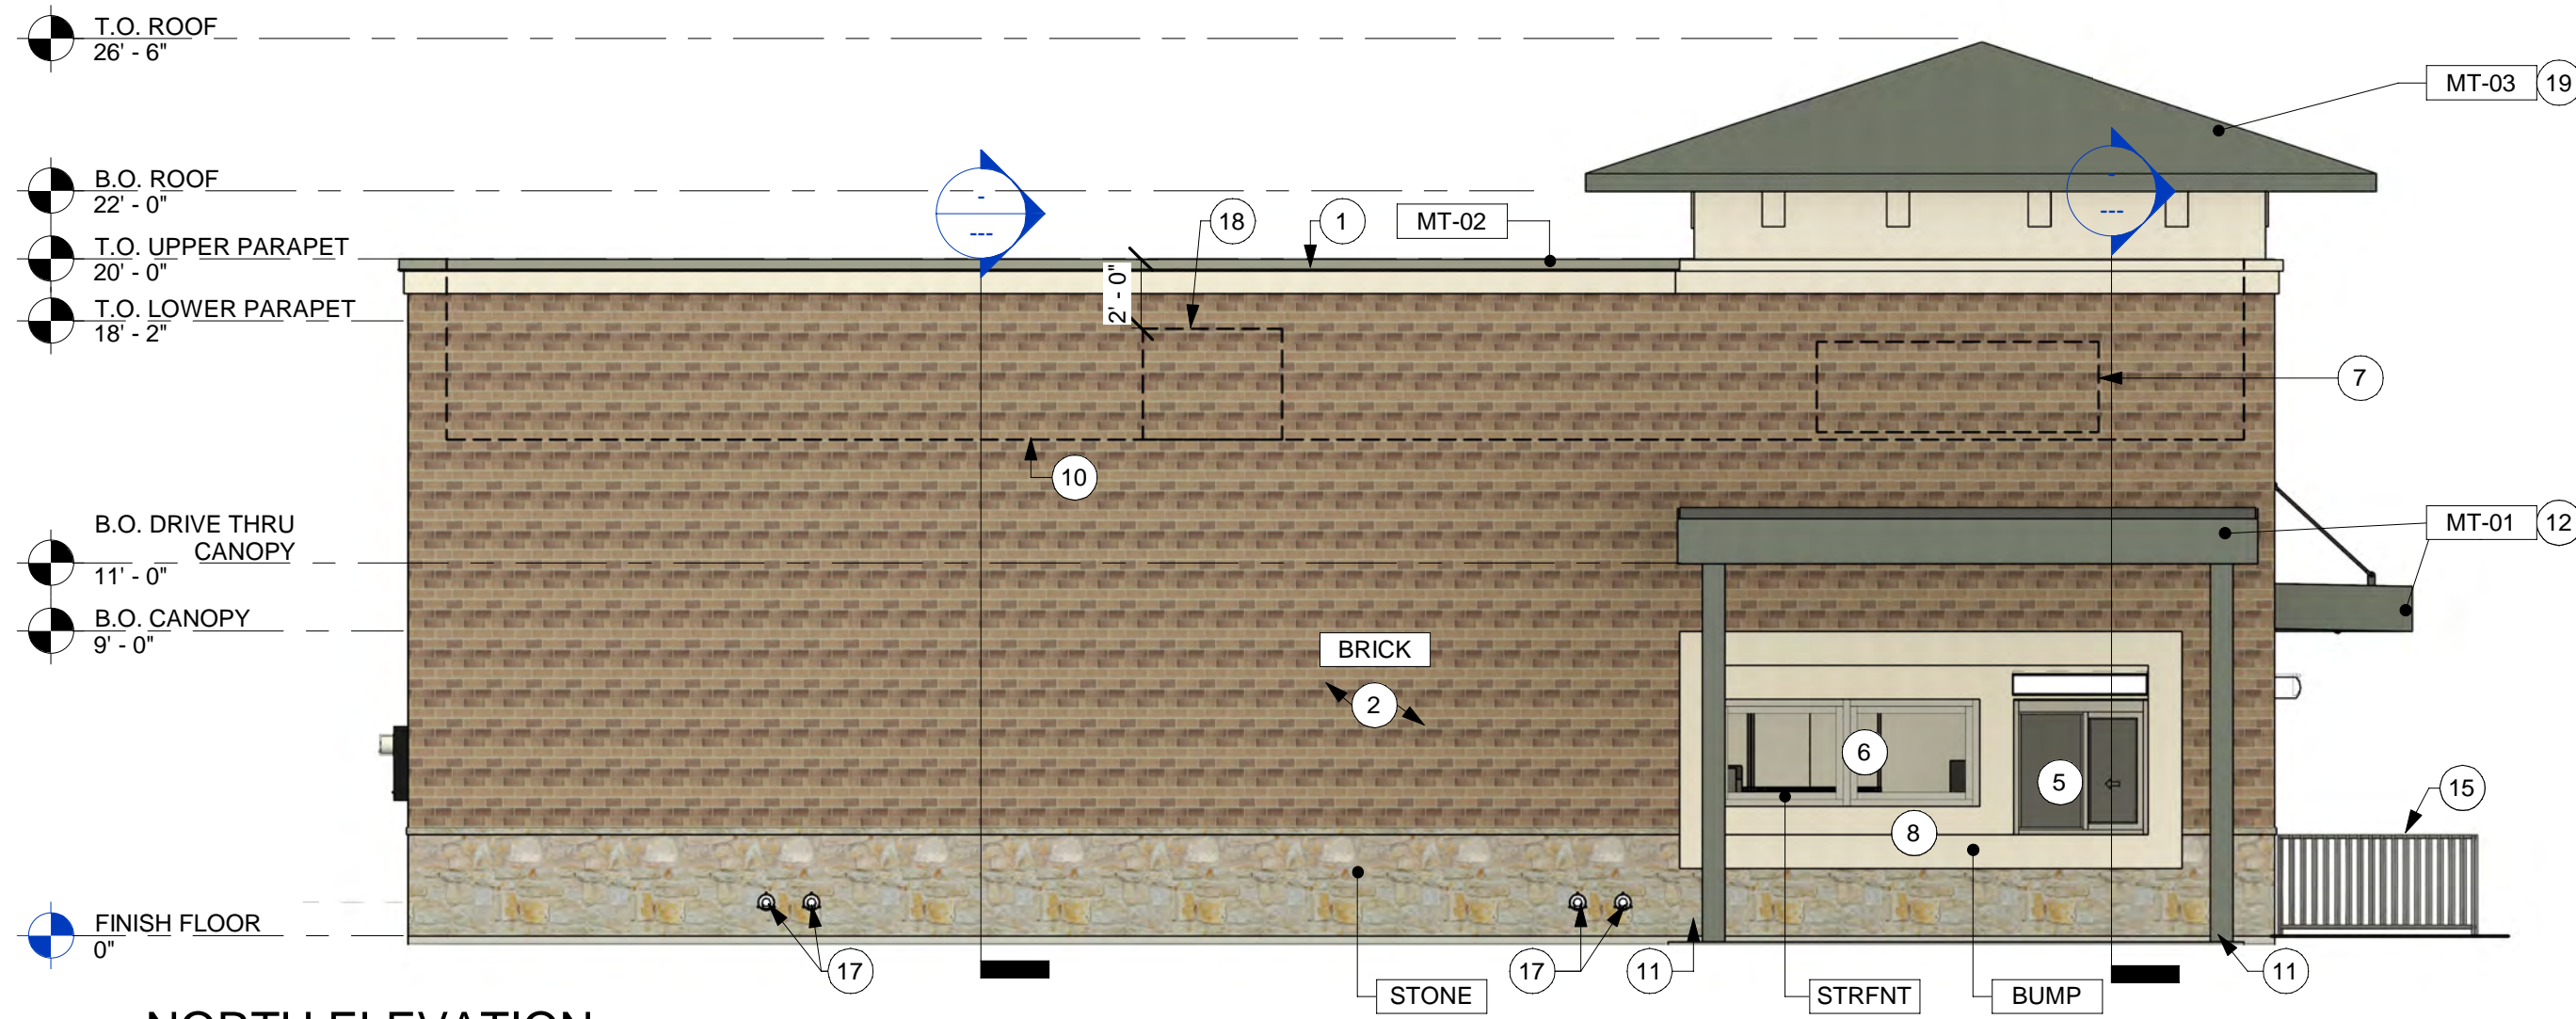 T.O. ROOF
26' - 6"
MT-03 19
B.O. ROOF
22' - 0"
-
---
-
---
18
1
MT-02
T.O. UPPER PARAPET
20' - 0"
2' - 0"
T.O. LOWER PARAPET
18' - 2"
7
10
B.O. DRIVE THRU
CANOPY
11' - 0"
MT-01 12
B.O. CANOPY
9' - 0"
BRICK
2
6
5
15
8
FINISH FLOOR
0"
17
17
11
11
STONE
STRFNT
BUMP
NORTH ELEVATION